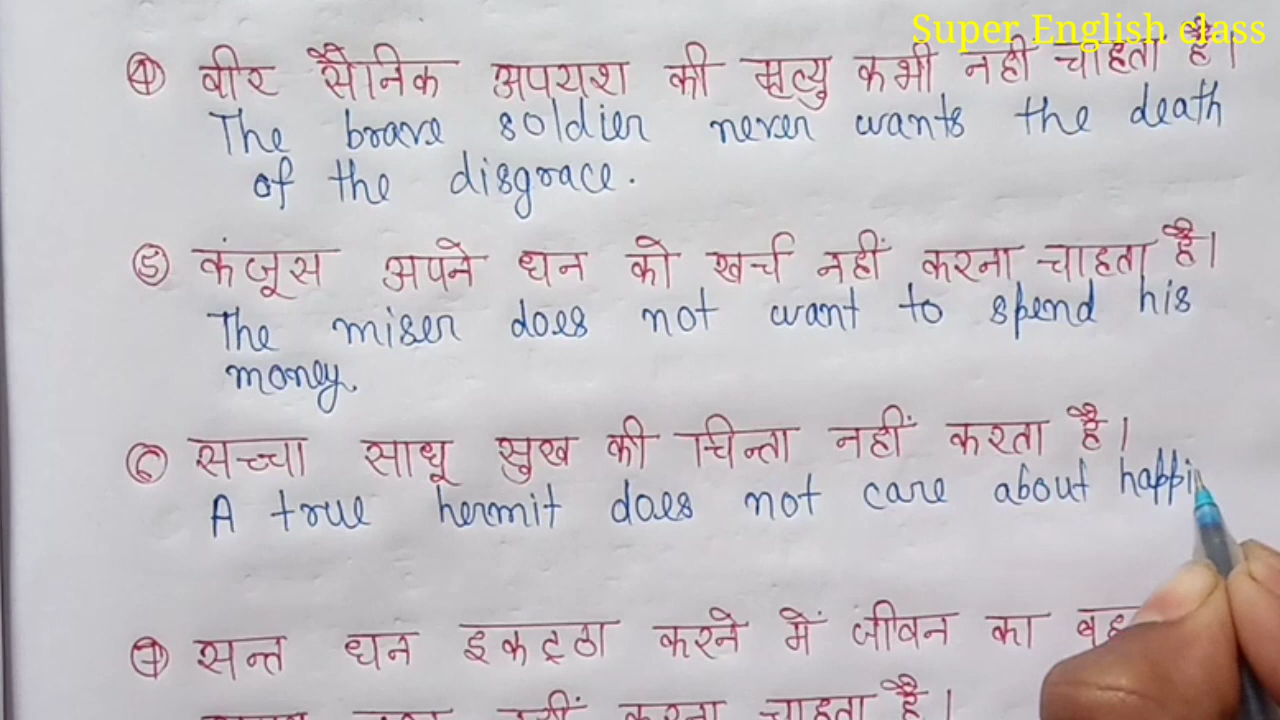 Super English class
④ वीर सैनिक अपयश की मृत्यु कभी नहीं चाहता है।
The brave soldier never wants the death
of the disgrace.
⑤ कंजूस अपने धन को खर्च नहीं करना चाहता है।
The miser does not want to spend his
money.
⑥ सच्चा साधू सुख की चिन्ता नहीं करता है।
A true hermit does not care about happi
⑦ सन्त धन इकट्ठा करने में जीवन का
करना चाहता है।